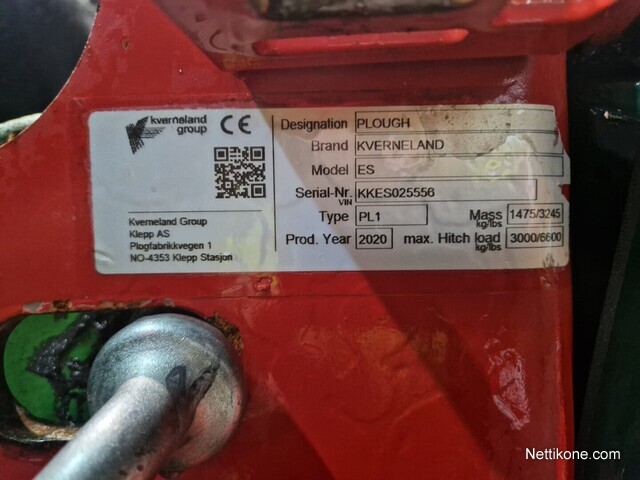 kverneland
group
CE
Designation PLOUGH
Brand KVERNELAND
Model ES
Serial-Nr. KKES025556
VIN
Type PL1 Mass 1475/3245
kg/lbs
Prod. Year 2020 max. Hitch load 3000/6600
kg/lbs
Kverneland Group
Klepp AS
Plogfabrikkvegen 1
NO-4353 Klepp Stasjon
Nettikone.com